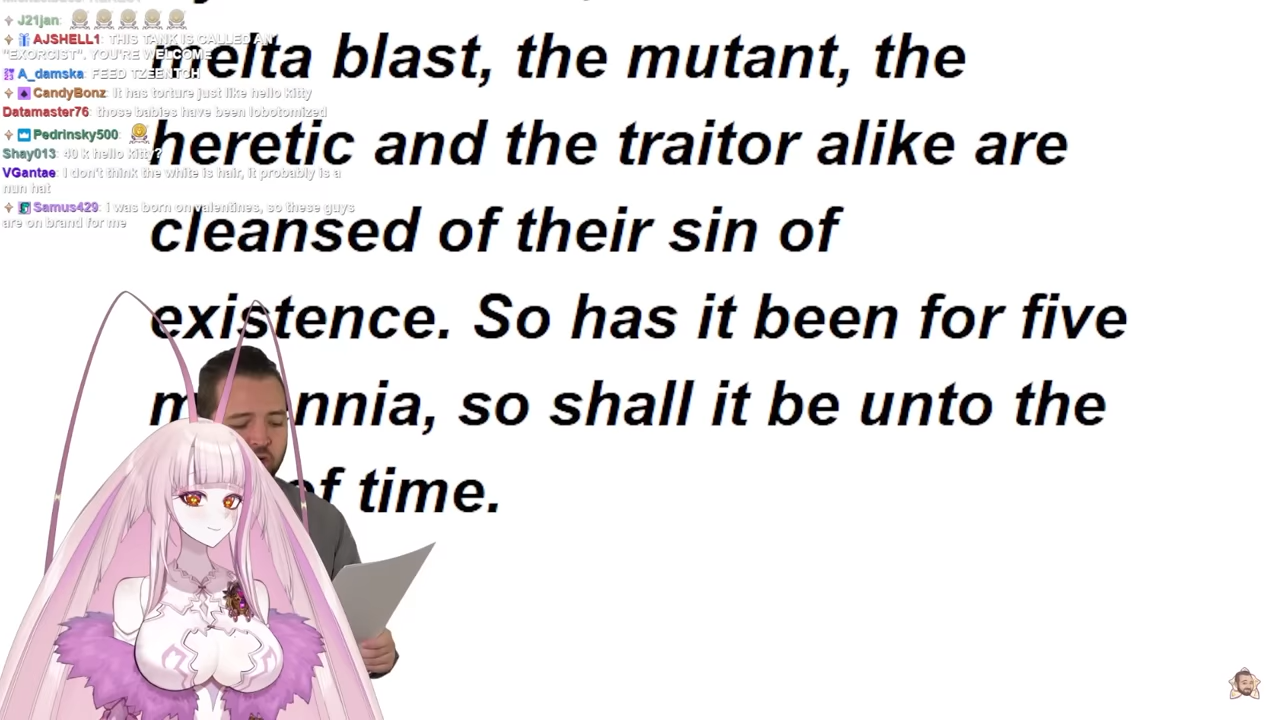 J21jan:
AJSHELL1: THIS TANK IS CALLED AN
"EXORCIST". YOU'RE WELCOME
A_damska: FEED TZEENTCH
CandyBonz: It has torture just like hello kitty
Datamaster76: those babies have been lobotomized
Pedrinsky500:
Shay013: 40 k hello kitty?
VGantae: I don't think the white is hair, it probably is a
nun hat
Samus429: i was born on valentines, so these guys
are on brand for me
melta blast, the mutant, the
heretic and the traitor alike are
cleansed of their sin of
existence. So has it been for five
nnia, so shall it be unto the
of time.